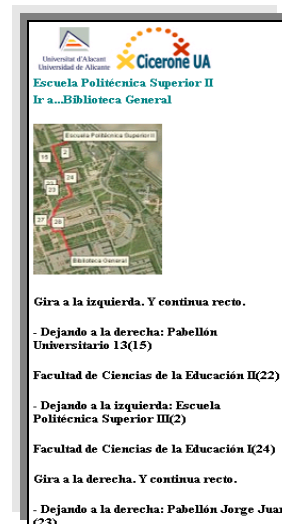 Universitat d'Alacant
Universidad de Alicante
Cicerone UA
Escuela Politécnica Superior II
Ir a...Biblioteca General
Escuela Politécnica Superior II
15
2
24
23
27
28
Biblioteca General
Gira a la izquierda. Y continua recto.
- Dejando a la derecha: Pabellón
Universitario 13(15)
Facultad de Ciencias de la Educación II(22)
- Dejando a la izquierda: Escuela
Politécnica Superior III(2)
Facultad de Ciencias de la Educación I(24)
Gira a la derecha. Y continua recto.
- Dejando a la derecha: Pabellón Jorge Juan
(23)